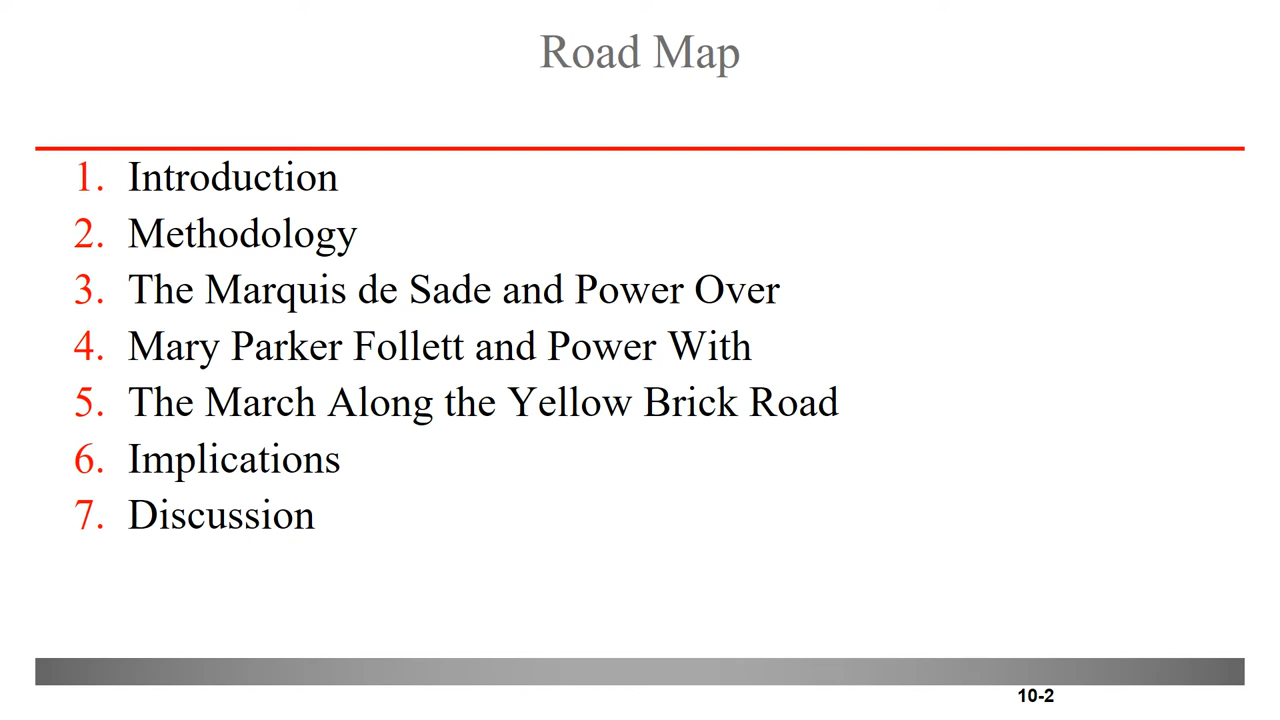 Road Map
1. Introduction
2. Methodology
3. The Marquis de Sade and Power Over
4. Mary Parker Follett and Power With
5. The March Along the Yellow Brick Road
6. Implications
7. Discussion
10-2